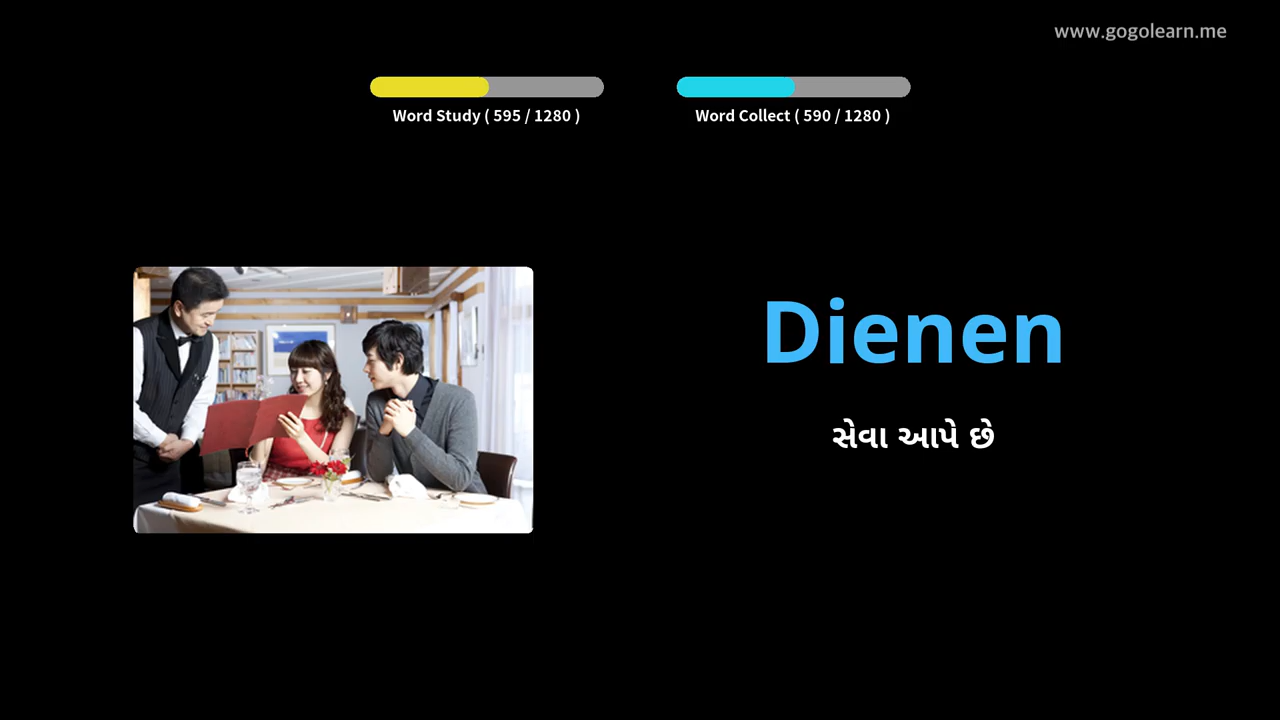 www.gogolearn.me
Word Study ( 595 / 1280 )
Word Collect ( 590 / 1280 )
Dienen
સેવા આપે છે